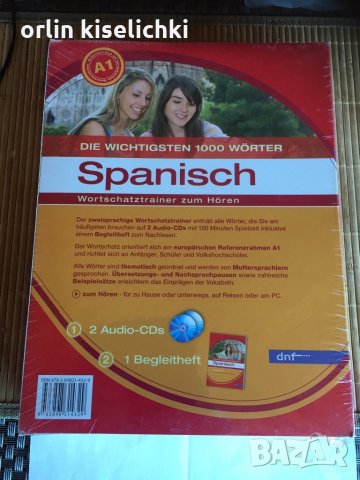 orlin kiselichki
A1
DIE WICHTIGSTEN 1000 WÖRTER
Spanisch
Wortschatztrainer zum Hören
Der zweisprachige Wortschatztrainer enthält alle Wörter, die Sie am
häufigsten brauchen auf 2 Audio-CDs mit 150 Minuten Spielzeit inklusive
einem Begleitheft zum Nachlesen.
Der Wortschatz orientiert sich am europäischen Referenzrahmen A1
und richtet sich an Anfänger, Schüler und Volkshochschüler.
Alle Wörter sind thematisch geordnet und werden von Muttersprachlern
gesprochen. Übersetzungs- und Nachsprechpausen sowie zahlreiche
Beispielsätze erleichtern das Einprägen der Vokabeln.
zum Hören - für zu Hause oder unterwegs, auf Reisen oder am PC.
1 2 Audio-CDs
2 1 Begleitheft
Spanisch
dnf
BAZAR